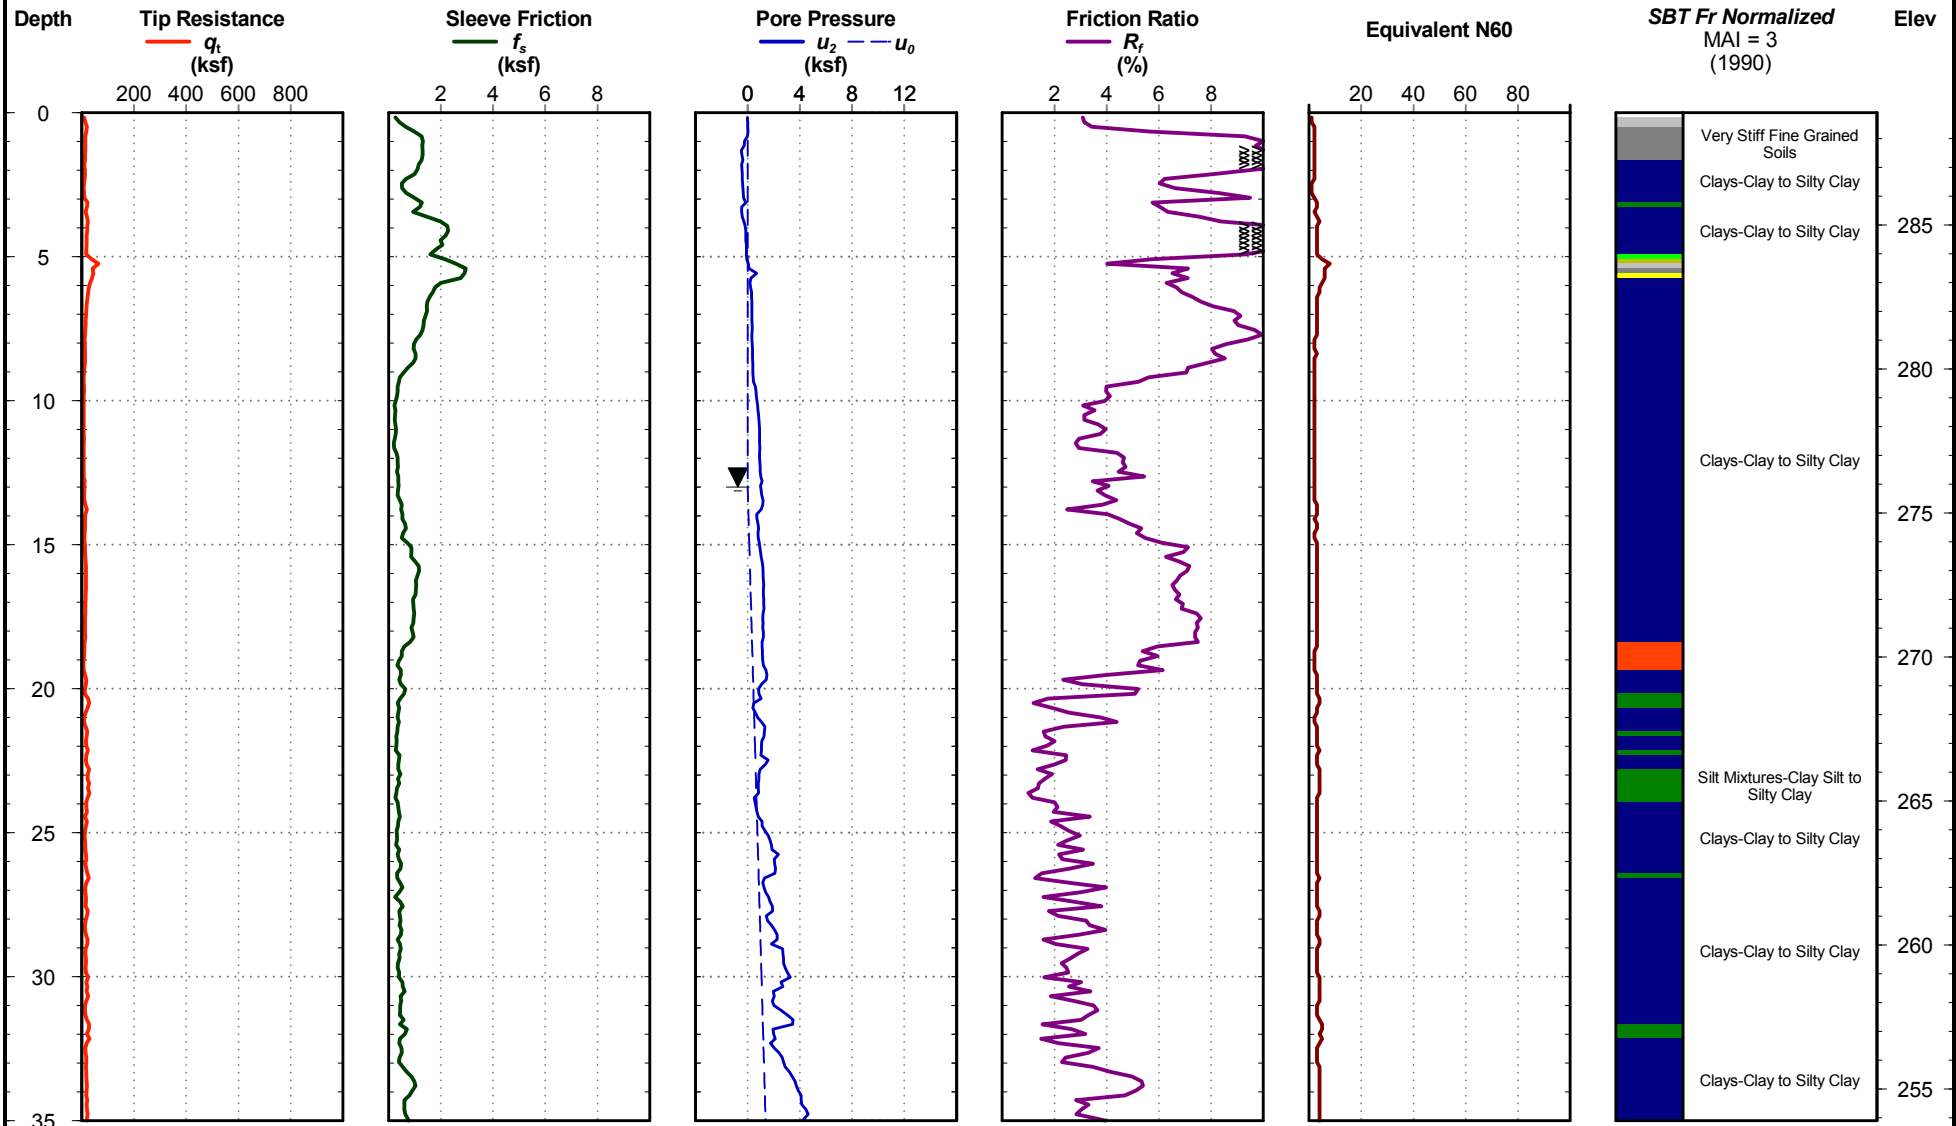 Depth
Tip Resistance
qt
(ksf)
Sleeve Friction
fs
(ksf)
Pore Pressure
u2 u0
(ksf)
Friction Ratio
Rf
(%)
Equivalent N60
SBT Fr Normalized
MAI = 3
(1990)
Elev
200 400 600 800
2 4 6 8
0 4 8 12
2 4 6 8
20 40 60 80
0
5
10
15
20
25
30
35
Very Stiff Fine Grained
Soils
Clays-Clay to Silty Clay
Clays-Clay to Silty Clay
Clays-Clay to Silty Clay
Silt Mixtures-Clay Silt to
Silty Clay
Clays-Clay to Silty Clay
Clays-Clay to Silty Clay
Clays-Clay to Silty Clay
285
280
275
270
265
260
255